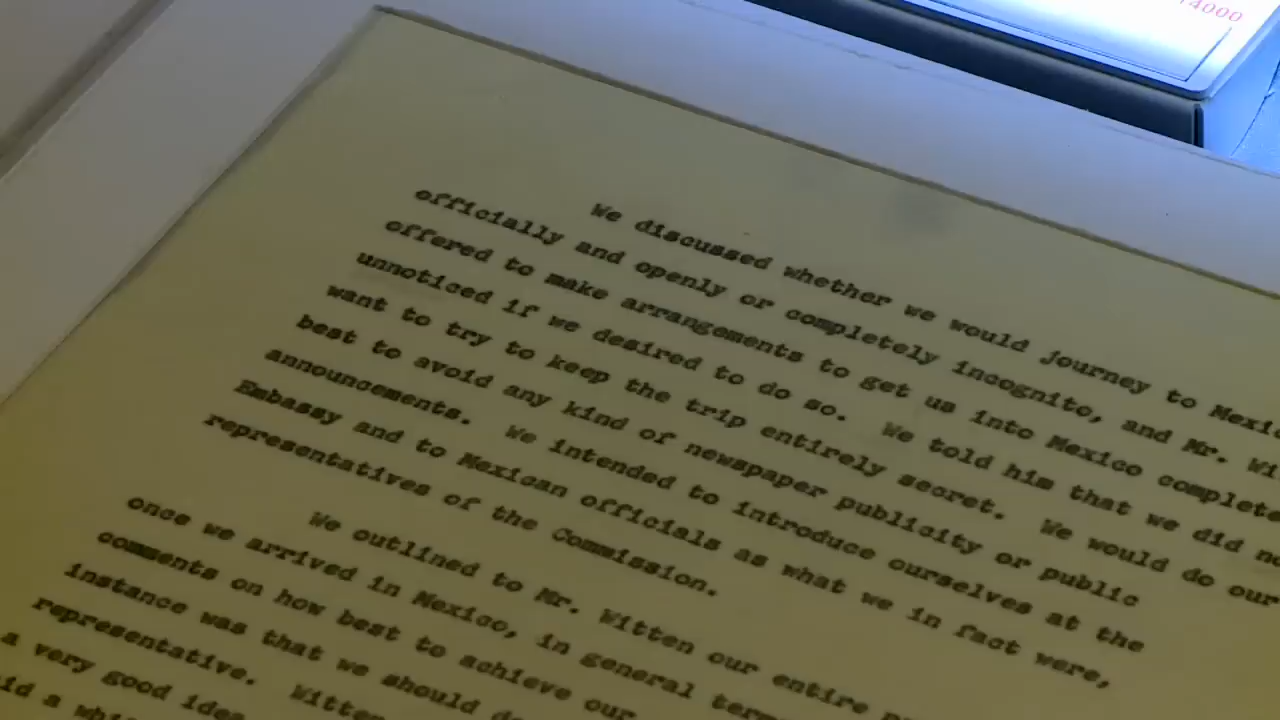 14000
We discussed whether we would journey to Mexico
officially and openly or completely incognito, and Mr. Wi
offered to make arrangements to get us into Mexico complete
unnoticed if we desired to do so. We told him that we did no
want to try to keep the trip entirely secret. We would do our
best to avoid any kind of newspaper publicity or public
announcements. We intended to introduce ourselves at the
Embassy and to Mexican officials as what we in fact were,
representatives of the Commission.
We outlined to Mr. Witten our entire
once we arrived in Mexico, in general
comments on how best to achieve our
instance was that we should
representative. Witten
a very good idea